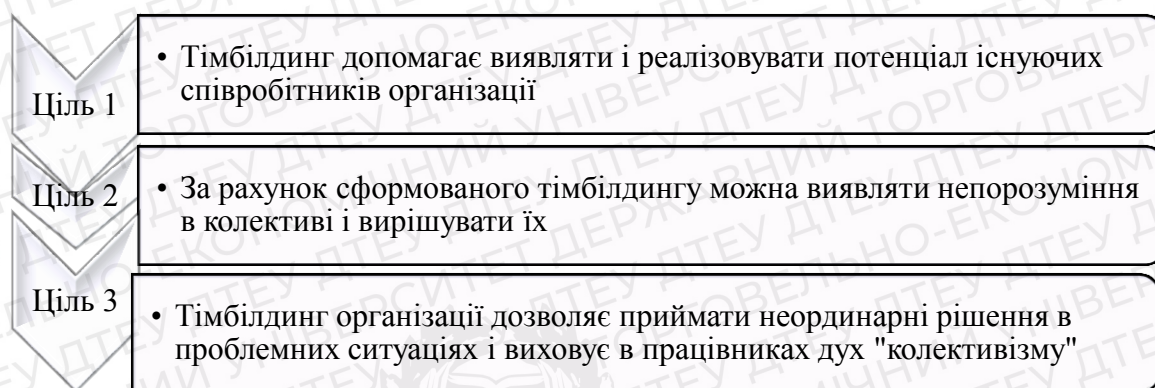 Ціль 1
• Тімбілдинг допомагає виявляти і реалізовувати потенціал існуючих
співробітників організації
Ціль 2
• За рахунок сформованого тімбілдингу можна виявляти непорозуміння
в колективі і вирішувати їх
Ціль 3
• Тімбілдинг організації дозволяє приймати неординарні рішення в
проблемних ситуаціях і виховує в працівниках дух "колективізму"